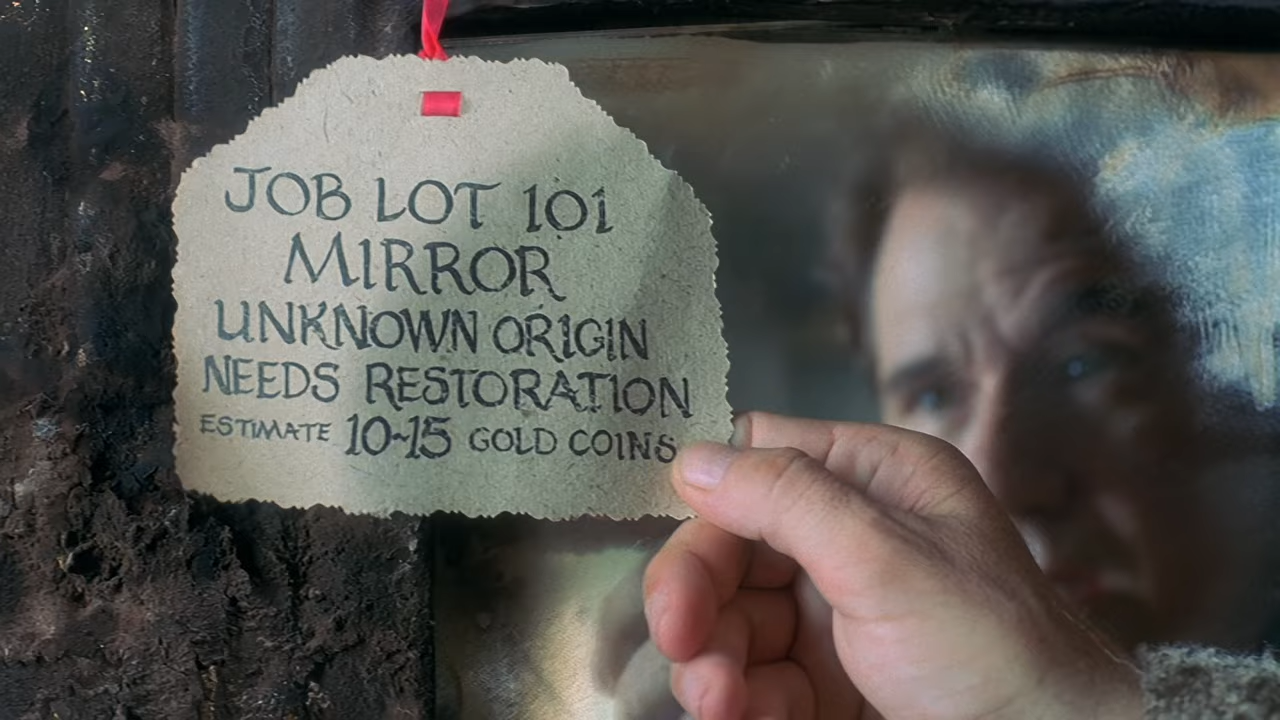 JOB LOT 101
MIRROR
UNKNOWN ORIGIN
NEEDS RESTORATION
ESTIMATE 10-15 GOLD COINS